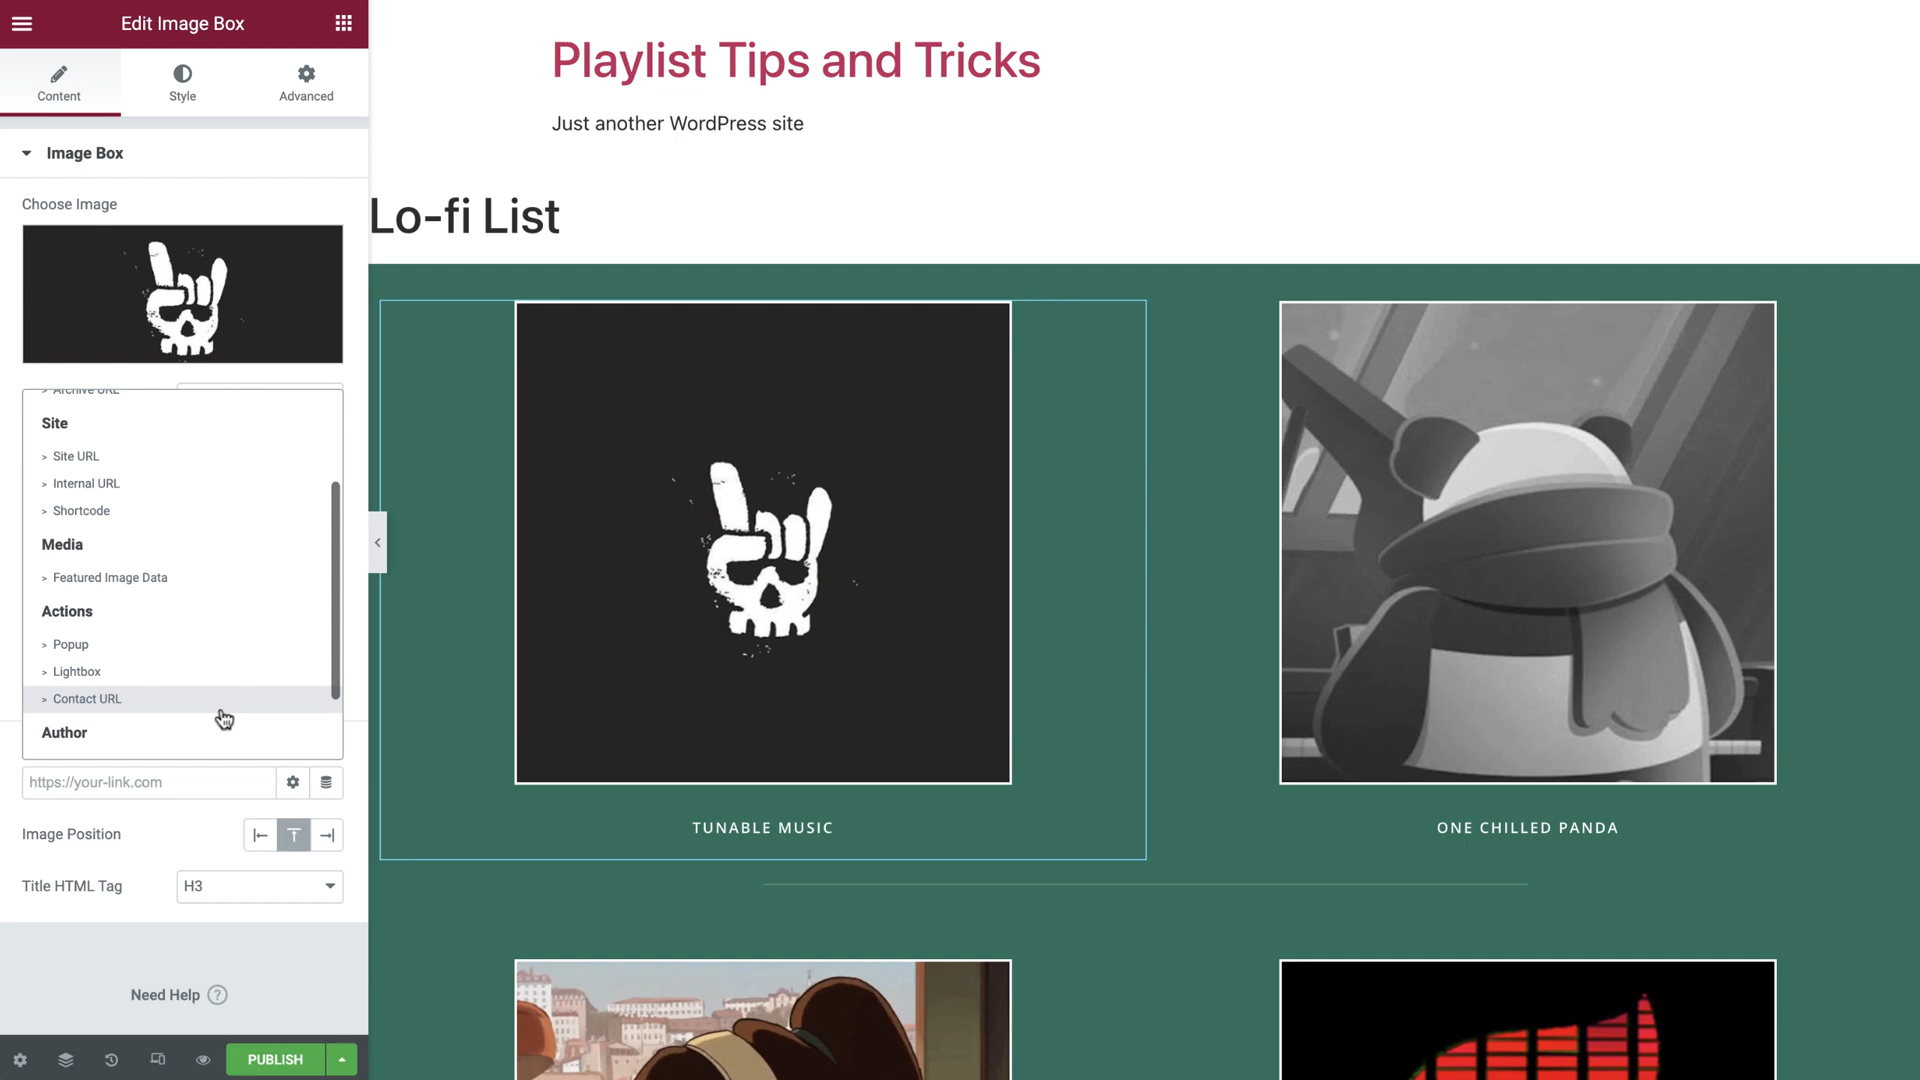 Edit Image Box
Content
Style
Advanced
Image Box
Choose Image
> Archive URL
Site
> Site URL
> Internal URL
> Shortcode
Media
> Featured Image Data
Actions
> Popup
> Lightbox
> Contact URL
Author
https://your-link.com
Image Position
Title HTML Tag
H3
Need Help ?
PUBLISH
Playlist Tips and Tricks
Just another WordPress site
Lo-fi List
TUNABLE MUSIC
ONE CHILLED PANDA